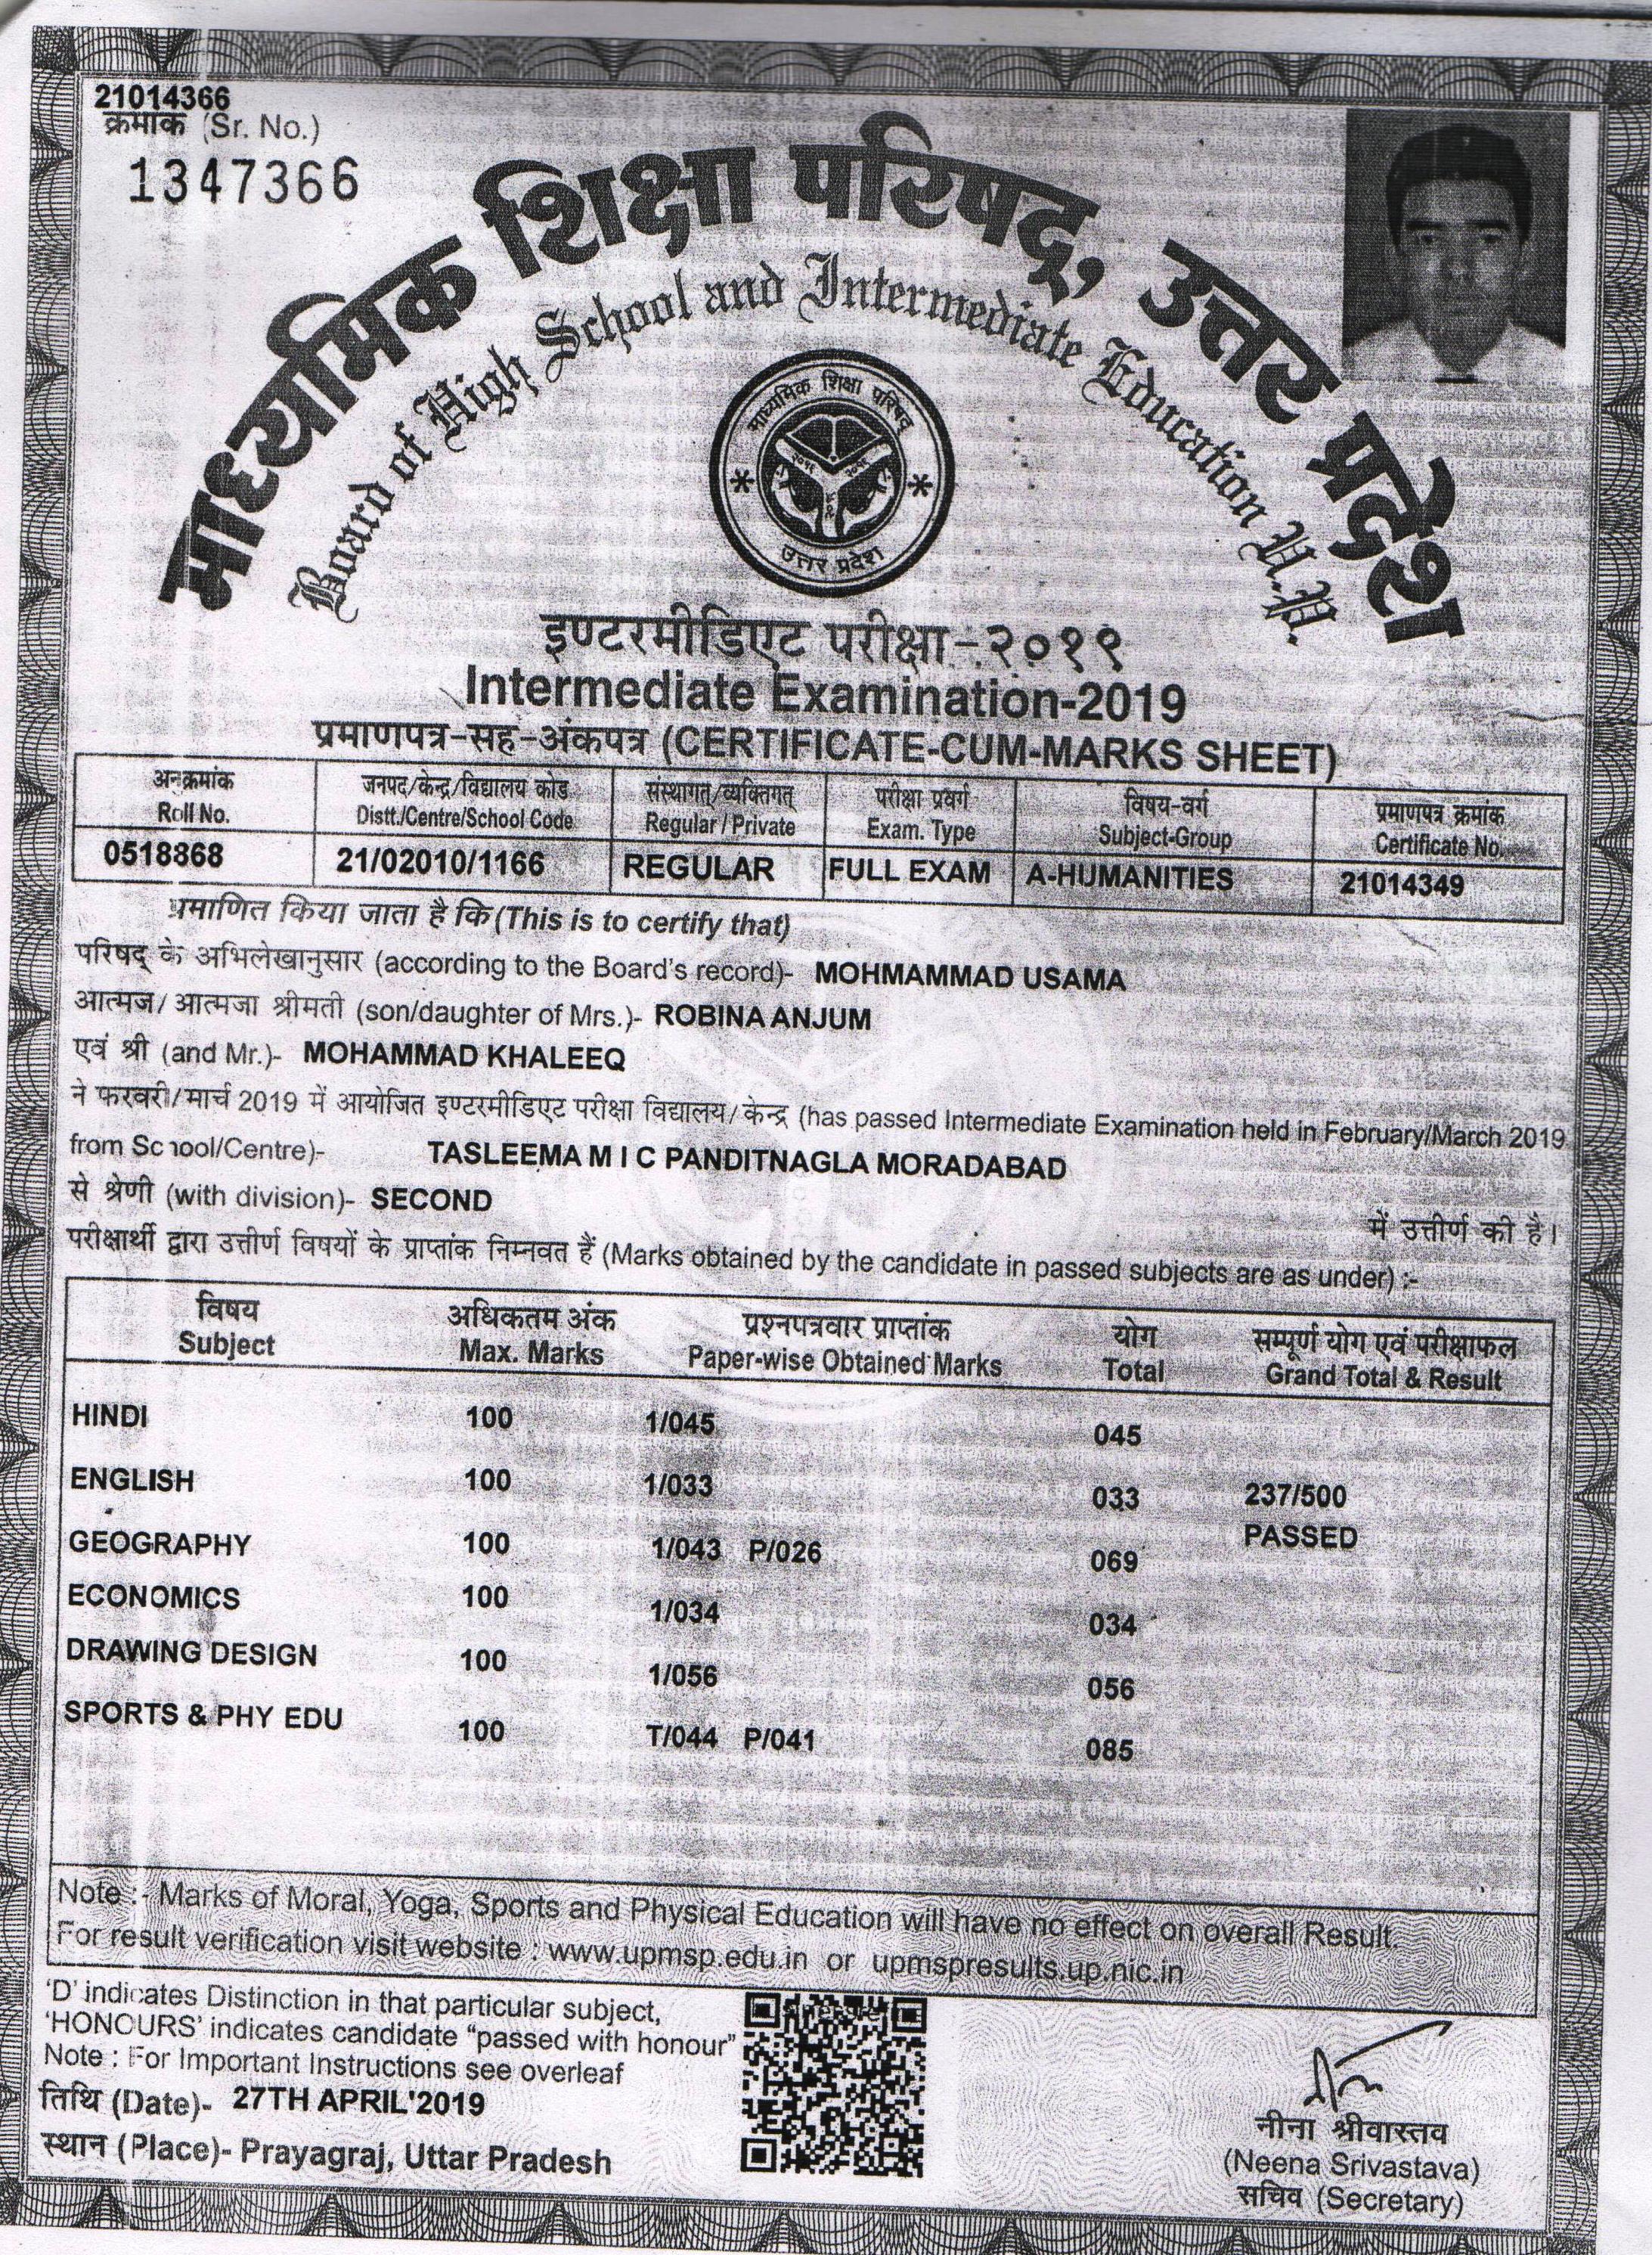 21014366
क्रमांक (Sr. No.)
1347366
माध्यमिक शिक्षा परिषद्, उत्तर प्रदेश
Board of High School and Intermediate Education U.P.
माध्यमिक शिक्षा परिषद्
उत्तर प्रदेश
इण्टरमीडिएट परीक्षा-२०१९
Intermediate Examination-2019
प्रमाणपत्र-सह-अंकपत्र (CERTIFICATE-CUM-MARKS SHEET)
अनुक्रमांक जनपद/केन्द्र/विद्यालय कोड संस्थागत/व्यक्तिगत परीक्षा प्रवर्ग विषय-वर्ग प्रमाणपत्र क्रमांक
Roll No. Distt./Centre/School Code Regular / Private Exam. Type Subject-Group Certificate No.
0518868 21/02010/1166 REGULAR FULL EXAM A-HUMANITIES 21014349
प्रमाणित किया जाता है कि (This is to certify that)
परिषद् के अभिलेखानुसार (according to the Board's record)- MOHMAMMAD USAMA
आत्मज/ आत्मजा श्रीमती (son/daughter of Mrs.)- ROBINA ANJUM
एवं श्री (and Mr.)- MOHAMMAD KHALEEQ
ने फरवरी/मार्च 2019 में आयोजित इण्टरमीडिएट परीक्षा विद्यालय/केन्द्र (has passed Intermediate Examination held in February/March 2019
from School/Centre)- TASLEEMA M I C PANDITNAGLA MORADABAD
से श्रेणी (with division)- SECOND में उत्तीर्ण की है।
परीक्षार्थी द्वारा उत्तीर्ण विषयों के प्राप्तांक निम्नवत हैं (Marks obtained by the candidate in passed subjects are as under) :-
विषय अधिकतम अंक प्रश्नपत्रवार प्राप्तांक योग सम्पूर्ण योग एवं परीक्षाफल
Subject Max. Marks Paper-wise Obtained Marks Total Grand Total & Result
HINDI 100 1/045 045
ENGLISH 100 1/033 033 237/500
PASSED
GEOGRAPHY 100 1/043 P/026 069
ECONOMICS 100 1/034 034
DRAWING DESIGN 100 1/056 056
SPORTS & PHY EDU 100 T/044 P/041 085
Note :- Marks of Moral, Yoga, Sports and Physical Education will have no effect on overall Result.
For result verification visit website : www.upmsp.edu.in or upmspresults.up.nic.in
'D' indicates Distinction in that particular subject,
'HONOURS' indicates candidate "passed with honour"
Note : For Important Instructions see overleaf
तिथि (Date)- 27TH APRIL'2019
स्थान (Place)- Prayagraj, Uttar Pradesh
नीना श्रीवास्तव
(Neena Srivastava)
सचिव (Secretary)